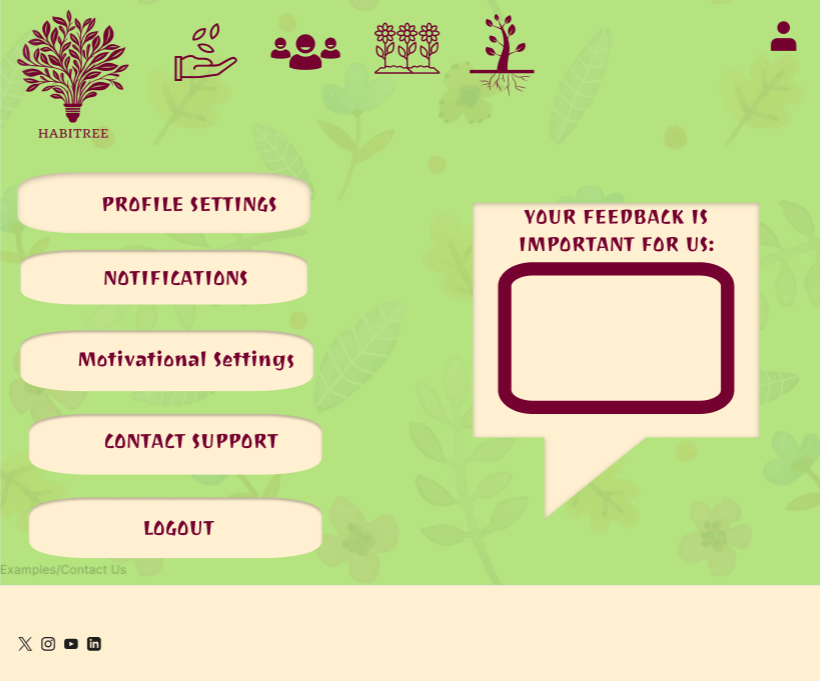 HABITREE
PROFILE SETTINGS
NOTIFICATIONS
Motivational Settings
CONTACT SUPPORT
LOGOUT
YOUR FEEDBACK IS
IMPORTANT FOR US:
Examples/Contact Us